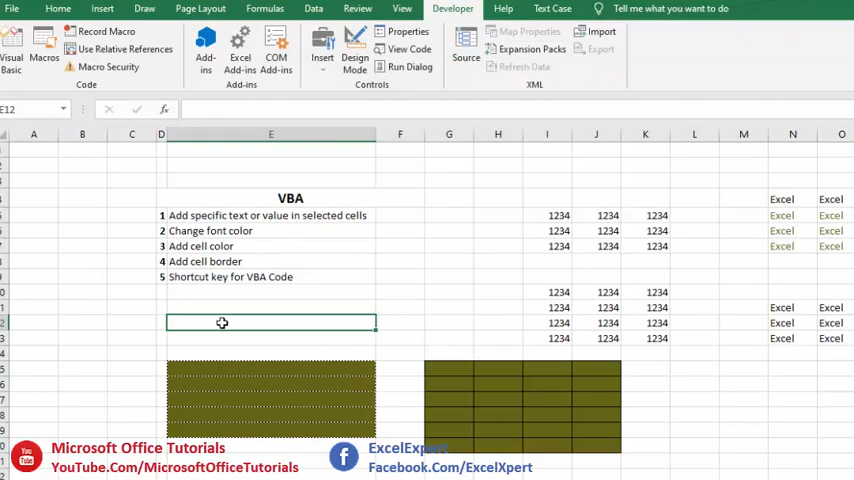 File Home Insert Draw Page Layout Formulas Data Review View Developer Help Text Case Tell me what you want to do
Visual Basic
Macros
Record Macro
Use Relative References
Macro Security
Code
Add-ins
Excel Add-ins
COM Add-ins
Add-ins
Insert
Design Mode
Properties
View Code
Run Dialog
Controls
Source
Map Properties
Expansion Packs
Refresh Data
Import
Export
XML
E12 fx
A B C D E F G H I J K L M N O
VBA Excel Excel
1 Add specific text or value in selected cells 1234 1234 1234 Excel Excel
2 Change font color 1234 1234 1234 Excel Excel
3 Add cell color 1234 1234 1234 Excel Excel
4 Add cell border
5 Shortcut key for VBA Code
1234 1234 1234
1234 1234 1234 Excel Excel
1234 1234 1234 Excel Excel
1234 1234 1234 Excel Excel
You Tube
Microsoft Office Tutorials
YouTube.Com/MicrosoftOfficeTutorials
ExcelExpert
Facebook.Com/ExcelXpert